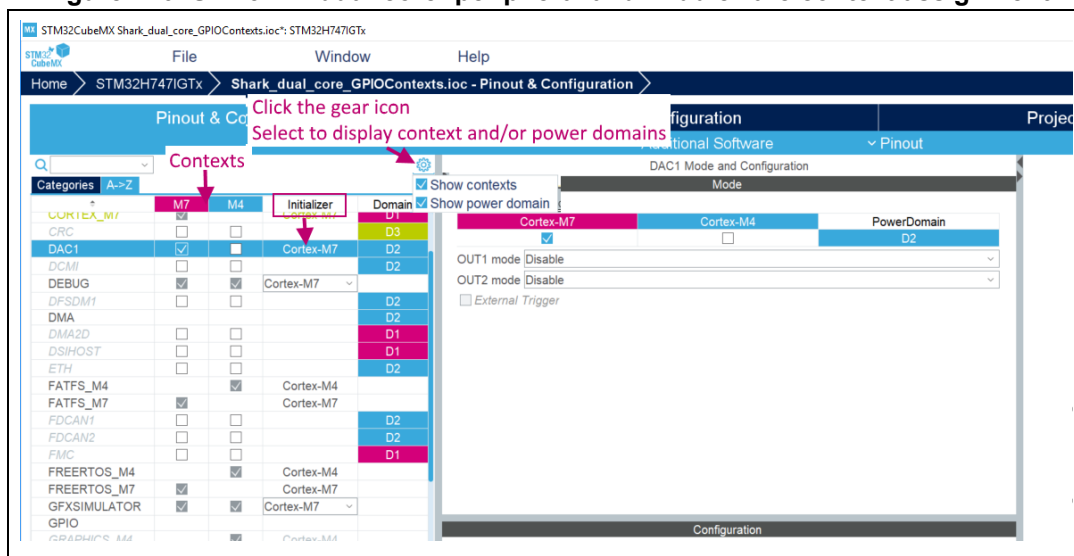 MX STM32CubeMX Shark_dual_core_GPIOContexts.ioc*: STM32H747IGTx
STM32 CubeMX
File Window Help
Home STM32H747IGTx Shark_dual_core_GPIOContexts.ioc - Pinout & Configuration
Click the gear icon
Select to display context and/or power domains
Pinout & Co figuration Projec
Additional Software Pinout
Contexts
DAC1 Mode and Configuration
Mode
Categories A->Z
Show contexts
Show power domain
M7 M4 Initializer Domain
CORTEX_M7 Cortex-M7 D1
CRC D3
DAC1 Cortex-M7 D2
DCMI D2
DEBUG Cortex-M7
DFSDM1 D2
DMA D2
DMA2D D1
DSIHOST D1
ETH D2
FATFS_M4 Cortex-M4
FATFS_M7 Cortex-M7
FDCAN1 D2
FDCAN2 D2
FMC D1
FREERTOS_M4 Cortex-M4
FREERTOS_M7 Cortex-M7
GFXSIMULATOR Cortex-M7
GPIO
GRAPHICS_M4 Cortex-M4
Cortex-M7 Cortex-M4 PowerDomain
D2
OUT1 mode Disable
OUT2 mode Disable
External Trigger
Configuration